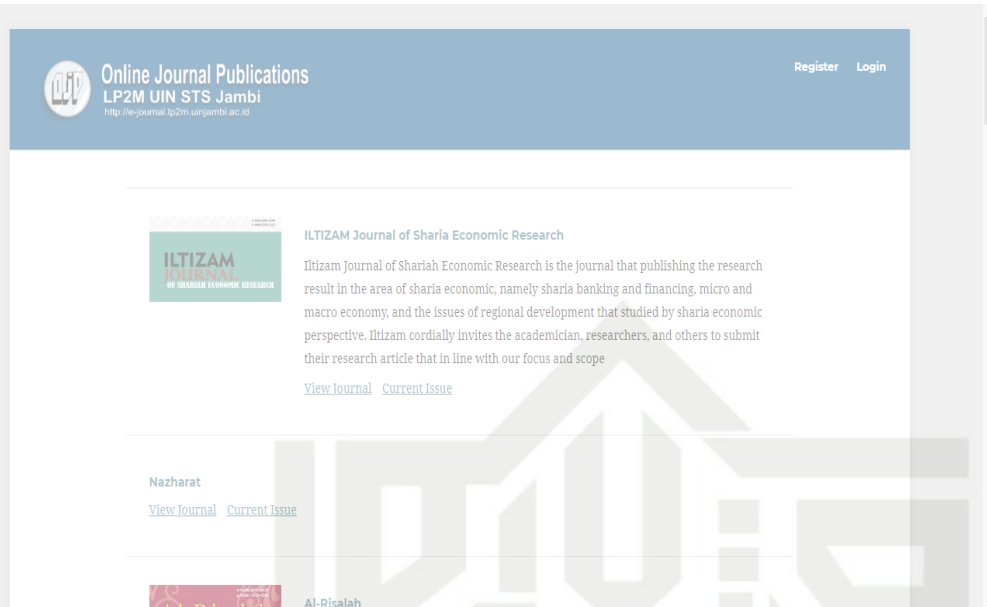 Online Journal Publications
LP2M UIN STS Jambi
http://e-journal.lp2m.uinjambi.ac.id
Register Login
ILTIZAM
JOURNAL
OF SHARIAH ECONOMIC RESEARCH
ILTIZAM Journal of Sharia Economic Research
Iltizam Journal of Shariah Economic Research is the journal that publishing the research
result in the area of sharia economic, namely sharia banking and financing, micro and
macro economy, and the issues of regional development that studied by sharia economic
perspective. Iltizam cordially invites the academician, researchers, and others to submit
their research article that in line with our focus and scope
View Journal Current Issue
Nazharat
View Journal Current Issue
Al-Risalah